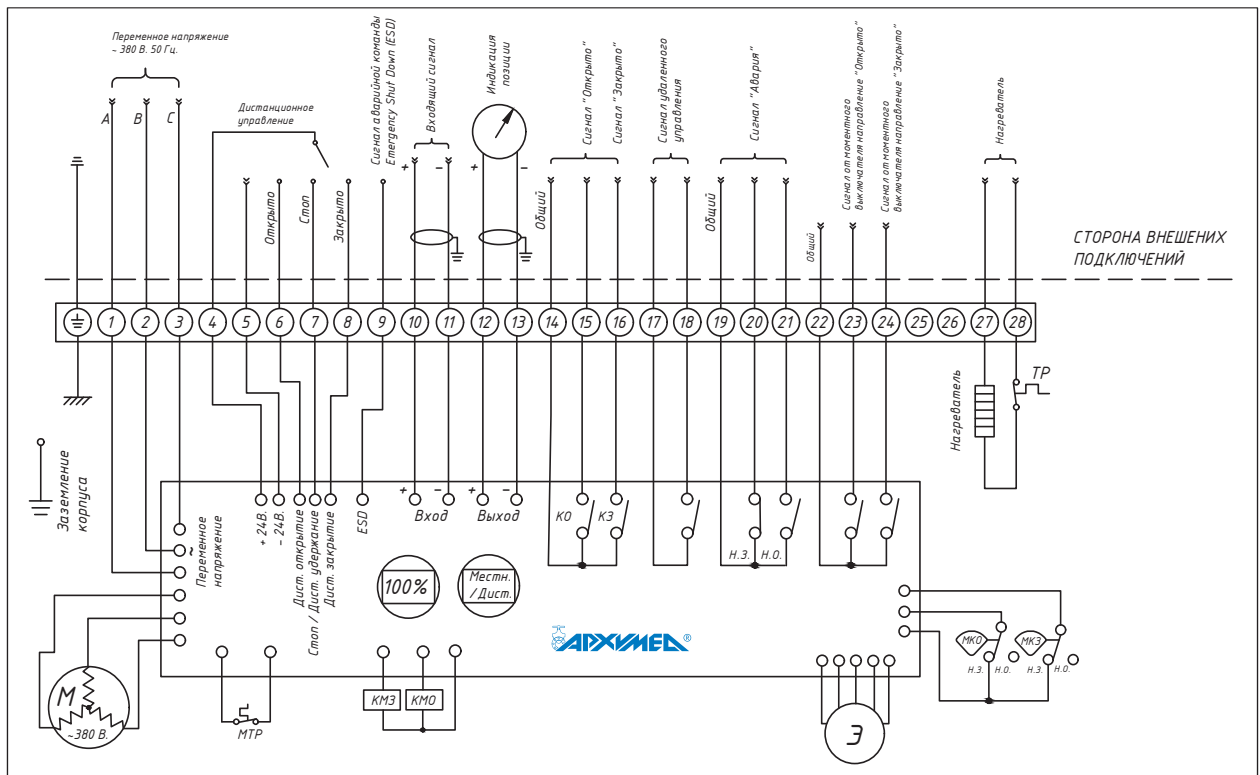 Переменное напряжение
~ 380 В. 50 Гц.
A
B
C
Дистанционное
управление
Открыто
Стоп
Закрыто
Сигнал аварийной команды
Emergency Shut Down (ESD)
Входящий сигнал
+
−
Индикация
позиции
+
−
Общий
Сигнал "Открыто"
Сигнал "Закрыто"
Сигнал удаленного
управления
Общий
Сигнал "Авария"
Общий
Сигнал от моментного
выключателя направление "Открыто"
Сигнал от моментного
выключателя направление "Закрыто"
Нагреватель
СТОРОНА ВНЕШЕНИХ
ПОДКЛЮЧЕНИЙ
1 2 3 4 5 6 7 8 9 10 11 12 13 14 15 16 17 18 19 20 21 22 23 24 25 26 27 28
Нагреватель
ТР
Заземление
корпуса
~
Переменное
напряжение
+ 24В.
− 24В.
Дист. открытие
Стоп / Дист. удержание
Дист. закрытие
ESD
+ −
Вход
+ −
Выход
КО
КЗ
Н.З. Н.О.
100%
Местн.
/ Дист.
АРХИМЕД®
М
~380 В.
МТР
КМЗ
КМО
Э
МКО
МКЗ
Н.З. Н.О.
Н.З. Н.О.